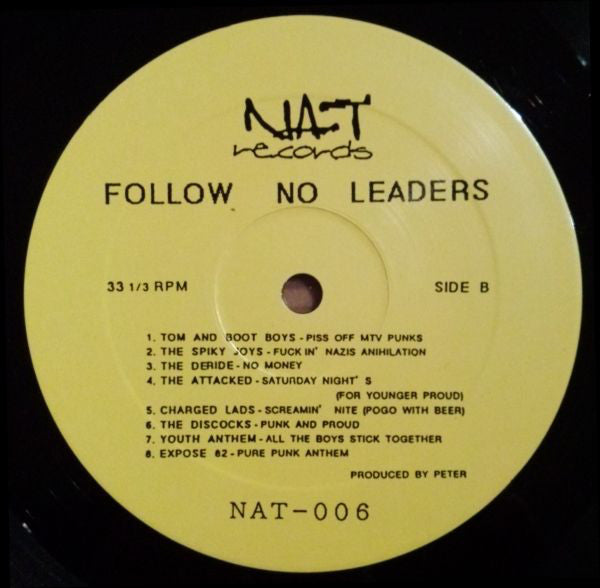 NAT
records
FOLLOW NO LEADERS
33 1/3 RPM
SIDE B
1. TOM AND BOOT BOYS - PISS OFF MTV PUNKS
2. THE SPIKY JOYS - FUCK IN' NAZIS ANIHILATION
3. THE DERIDE - NO MONEY
4. THE ATTACKED - SATURDAY NIGHT' S
(FOR YOUNGER PROUD)
5. CHARGED LADS - SCREAMIN' NITE (POGO WITH BEER)
6. THE DISCOCKS - PUNK AND PROUD
7. YOUTH ANTHEM - ALL THE BOYS STICK TOGETHER
8. EXPOSE 82 - PURE PUNK ANTHEM
PRODUCED BY PETER
NAT-006